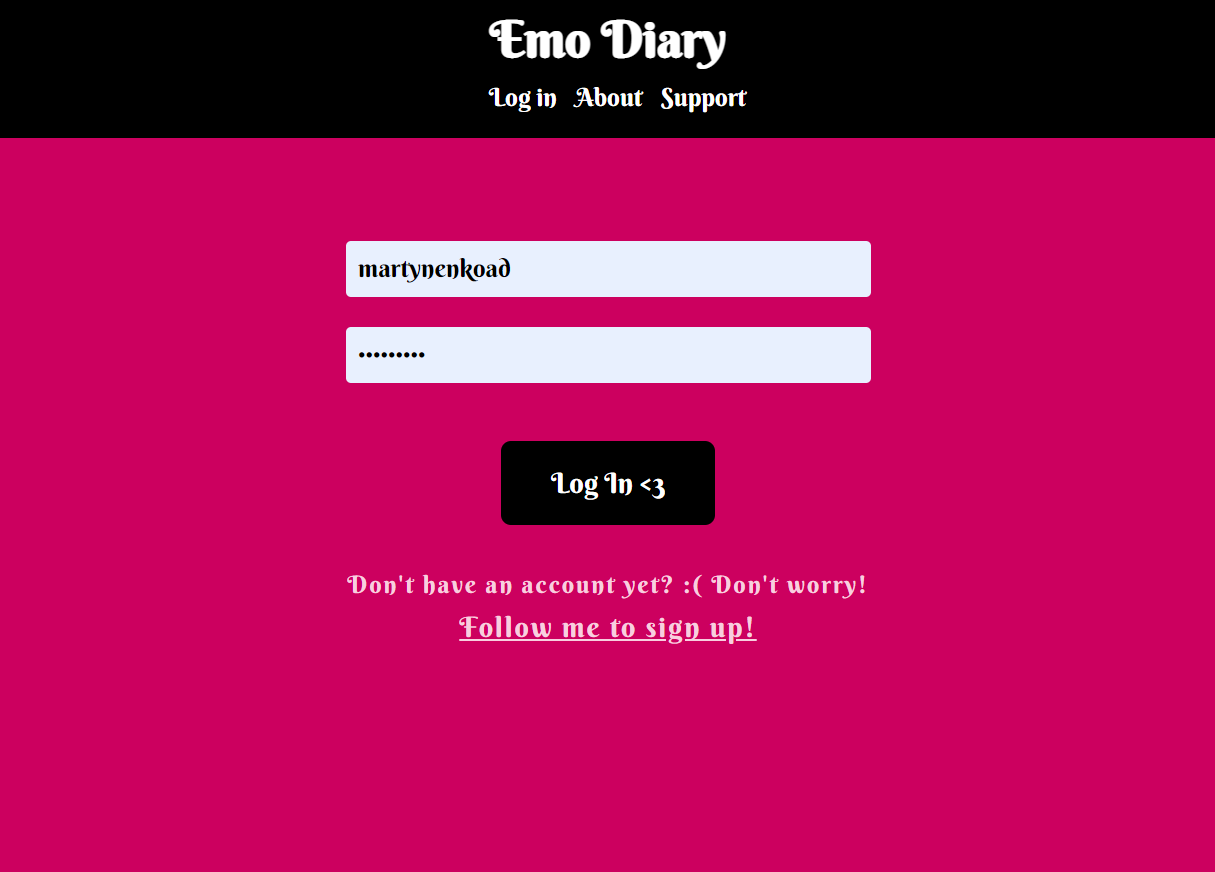 Emo Diary
Log in About Support
martynenkoad
•••••••••
Log In <3
Don't have an account yet? :( Don't worry!
Follow me to sign up!